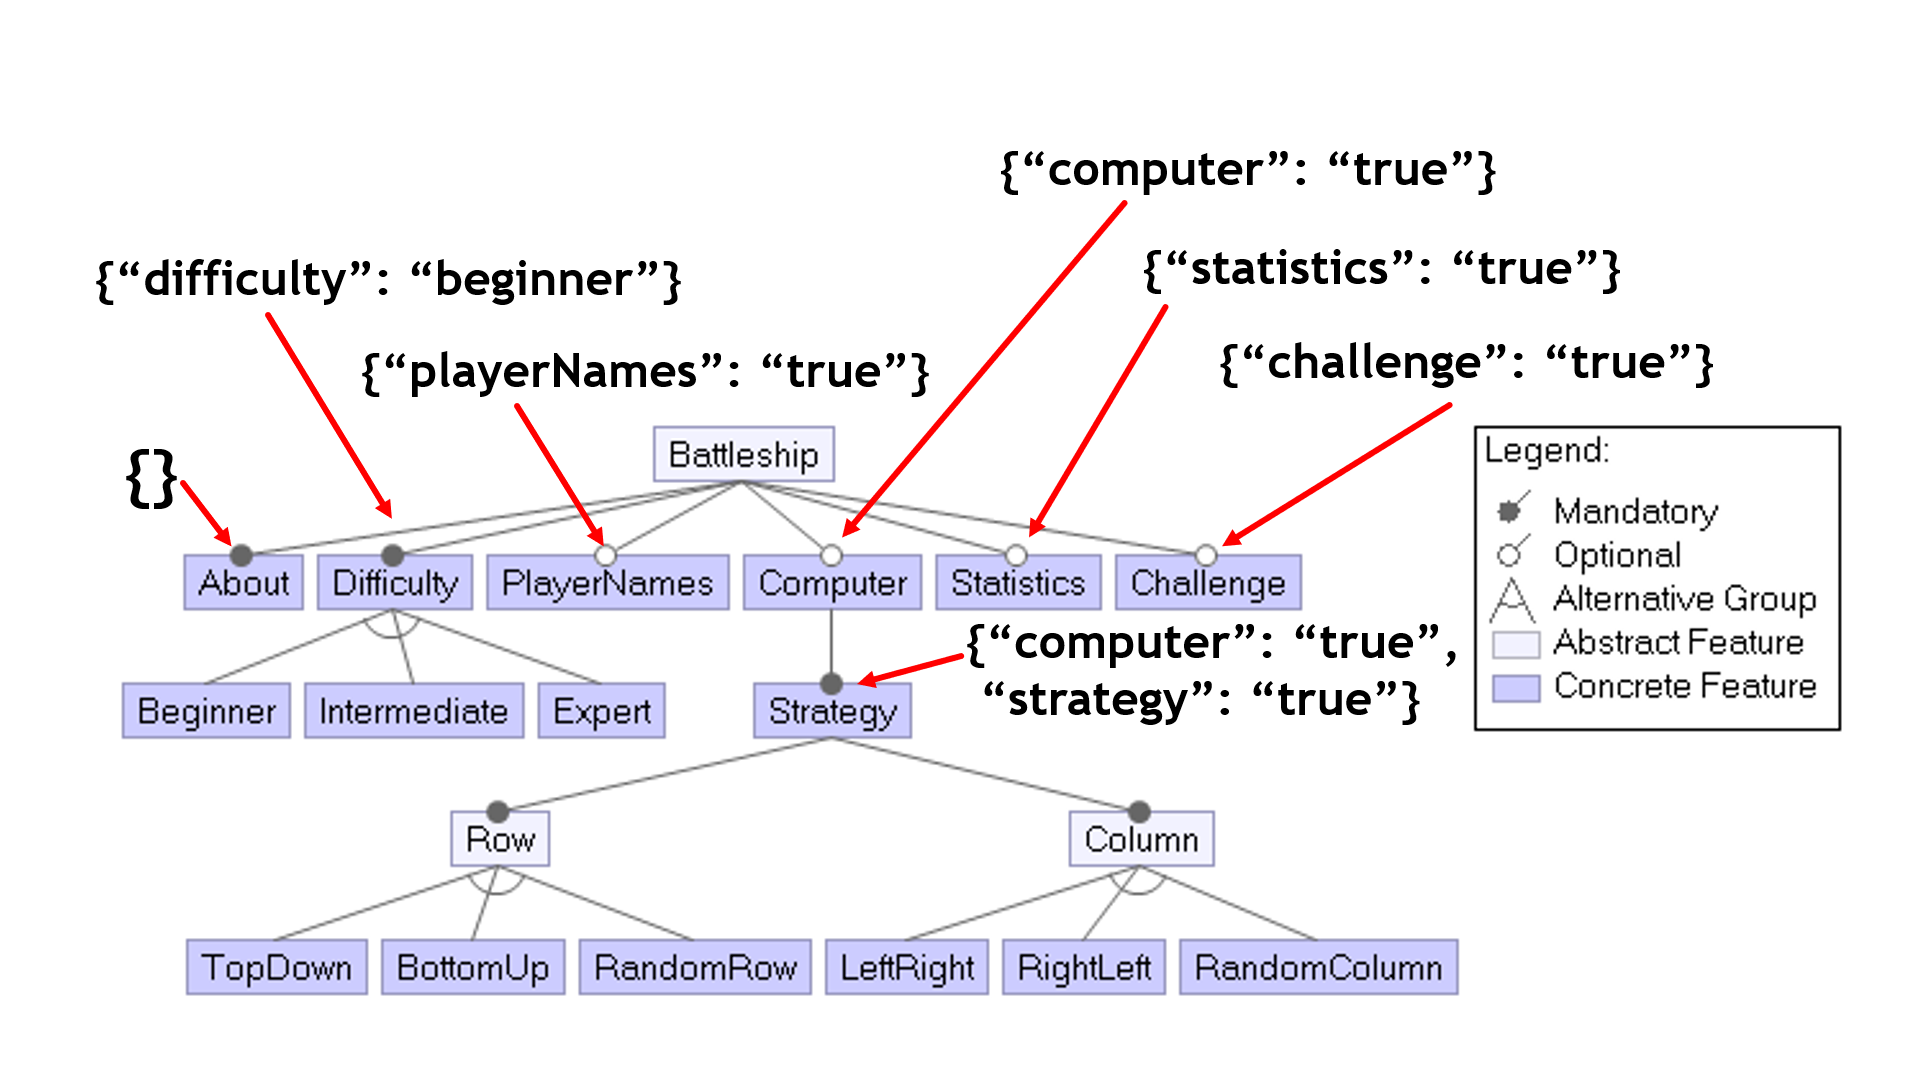 {“computer”: “true”}
{“statistics”: “true”}
{“difficulty”: “beginner”}
{“playerNames”: “true”}
{“challenge”: “true”}
{}
Battleship
Legend:
Mandatory
Optional
Alternative Group
Abstract Feature
Concrete Feature
About
Difficulty
PlayerNames
Computer
Statistics
Challenge
{“computer”: “true”,
“strategy”: “true”}
Beginner
Intermediate
Expert
Strategy
Row
Column
TopDown
BottomUp
RandomRow
LeftRight
RightLeft
RandomColumn